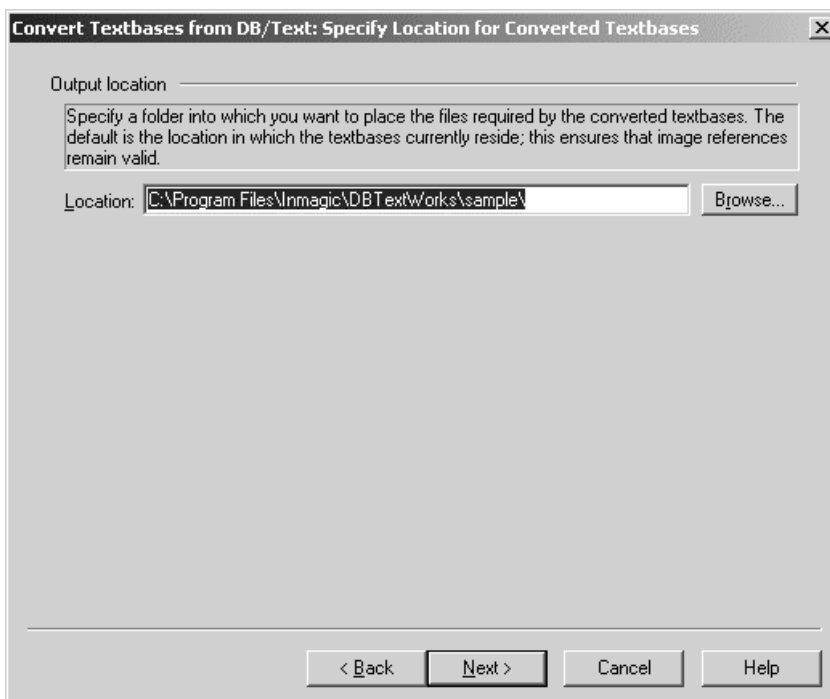 Convert Textbases from DB/Text: Specify Location for Converted Textbases
Output location
Specify a folder into which you want to place the files required by the converted textbases. The
default is the location in which the textbases currently reside; this ensures that image references
remain valid.
Location: C:\Program Files\Inmagic\DBTextWorks\sample\ Browse...
< Back Next > Cancel Help